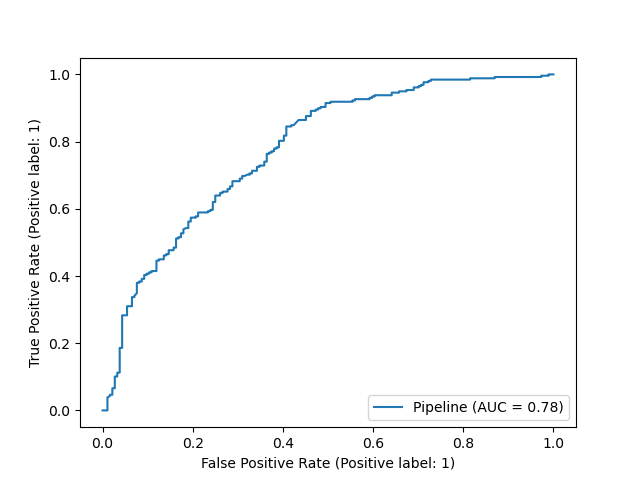 1.0
0.8
0.6
0.4
0.2
0.0
True Positive Rate (Positive label: 1)
Pipeline (AUC = 0.78)
0.0 0.2 0.4 0.6 0.8 1.0
False Positive Rate (Positive label: 1)